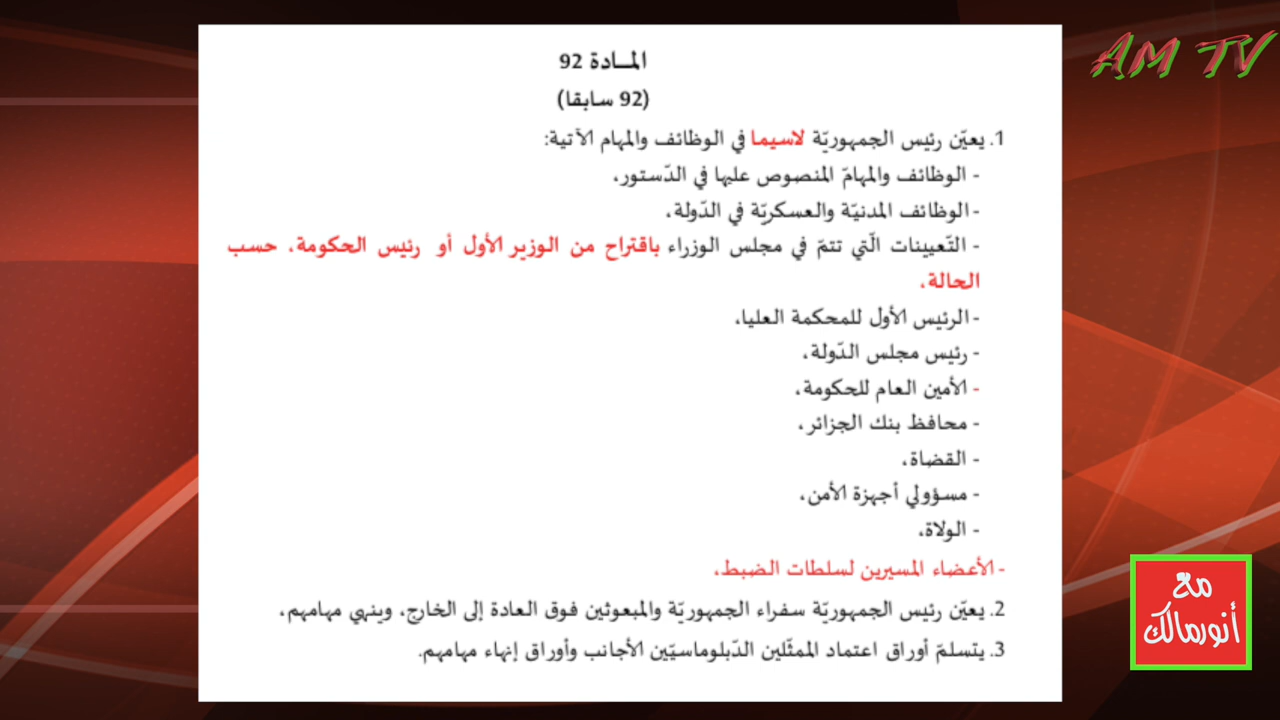 AM TV
المــادة 92
(92 سابقا)
1. يعيّن رئيس الجمهوريّة لاسيما في الوظائف والمهام الآتية:
- الوظائف والمهامّ المنصوص عليها في الدّستور،
- الوظائف المدنيّة والعسكريّة في الدّولة،
- التّعيينات الّتي تتمّ في مجلس الوزراء باقتراح من الوزير الأول أو رئيس الحكومة، حسب
الحالة،
- الرئيس الأول للمحكمة العليا،
- رئيس مجلس الدّولة،
- الأمين العام للحكومة،
- محافظ بنك الجزائر،
- القضاة،
- مسؤولي أجهزة الأمن،
- الولاة،
- الأعضاء المسيرين لسلطات الضبط،
2. يعيّن رئيس الجمهوريّة سفراء الجمهوريّة والمبعوثين فوق العادة إلى الخارج، وينهي مهامهم،
3. يتسلمّ أوراق اعتماد الممثّلين الدّبلوماسيّين الأجانب وأوراق إنهاء مهامهم.
مع
أنور مالك